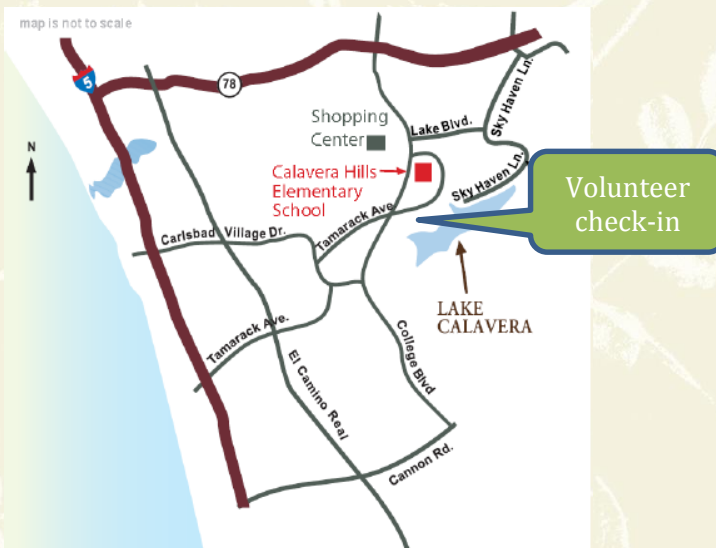 map is not to scale
5
78
N
Shopping
Center
Lake Blvd.
Sky Haven Ln.
Calavera Hills
Elementary
School
Sky Haven Ln.
Volunteer
check-in
Tamarack Ave.
Carlsbad Village Dr.
LAKE
CALAVERA
Tamarack Ave.
College Blvd
El Camino Real
Cannon Rd.